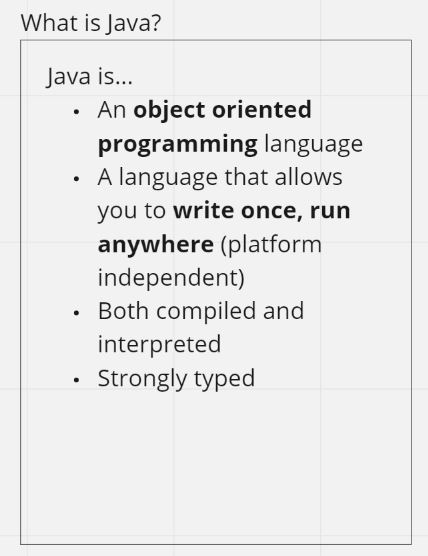 What is Java?
Java is...
• An object oriented
programming language
• A language that allows
you to write once, run
anywhere (platform
independent)
• Both compiled and
interpreted
• Strongly typed